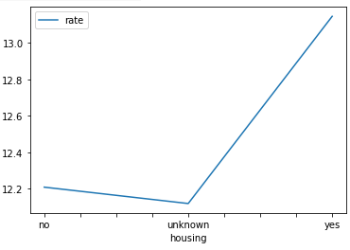 rate
13.0
12.8
12.6
12.4
12.2
no unknown yes
housing